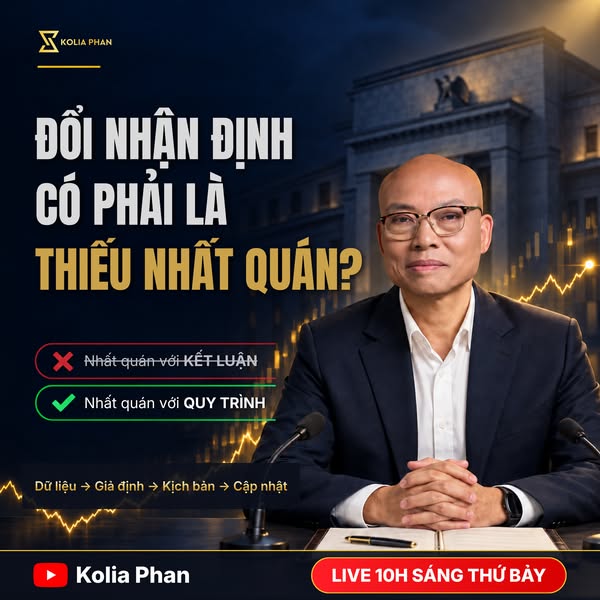 KOLIA PHAN
ĐỔI NHẬN ĐỊNH
CÓ PHẢI LÀ
THIẾU NHẤT QUÁN?
Nhất quán với KẾT LUẬN
Nhất quán với QUY TRÌNH
Dữ liệu → Giả định → Kịch bản → Cập nhật
Kolia Phan
LIVE 10H SÁNG THỨ BẢY